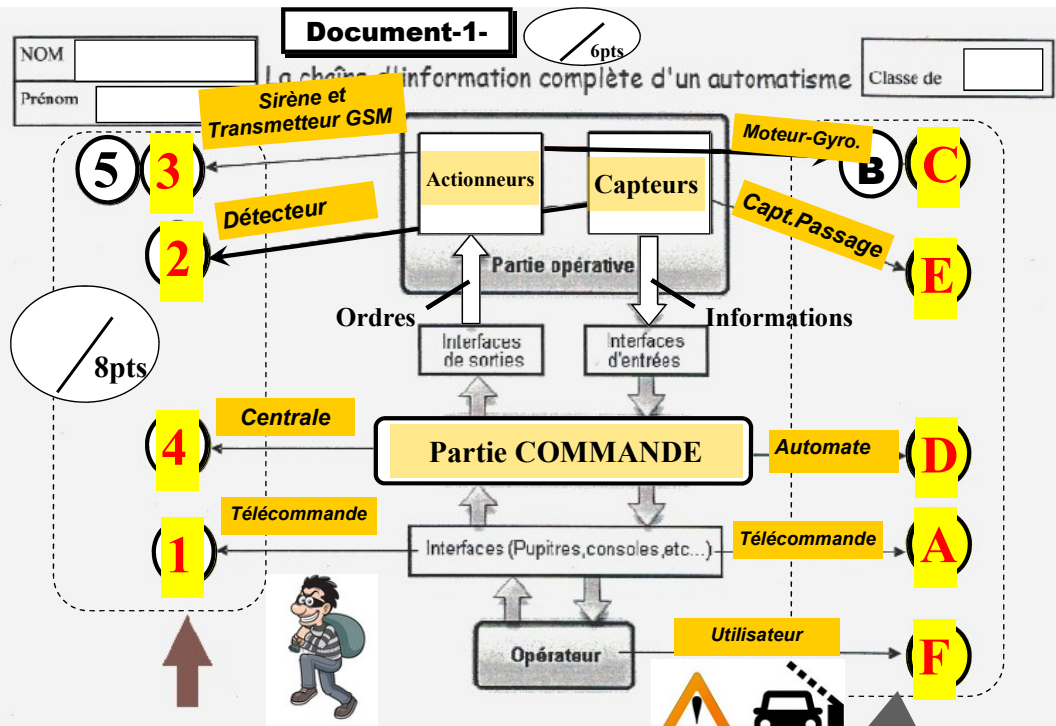 Document-1-
6pts
NOM
Prénom
La chaîne d'information complète d'un automatisme
Classe de
Sirène et
Transmetteur GSM
Moteur-Gyro.
5
3
Actionneurs
Capteurs
B
C
Détecteur
Capt.Passage
2
E
Partie opérative
Ordres
Informations
8pts
Interfaces
de sorties
Interfaces
d'entrées
Centrale
4
Partie COMMANDE
Automate
D
Télécommande
1
Interfaces (Pupitres,consoles,etc...)
Télécommande
A
Opérateur
Utilisateur
F